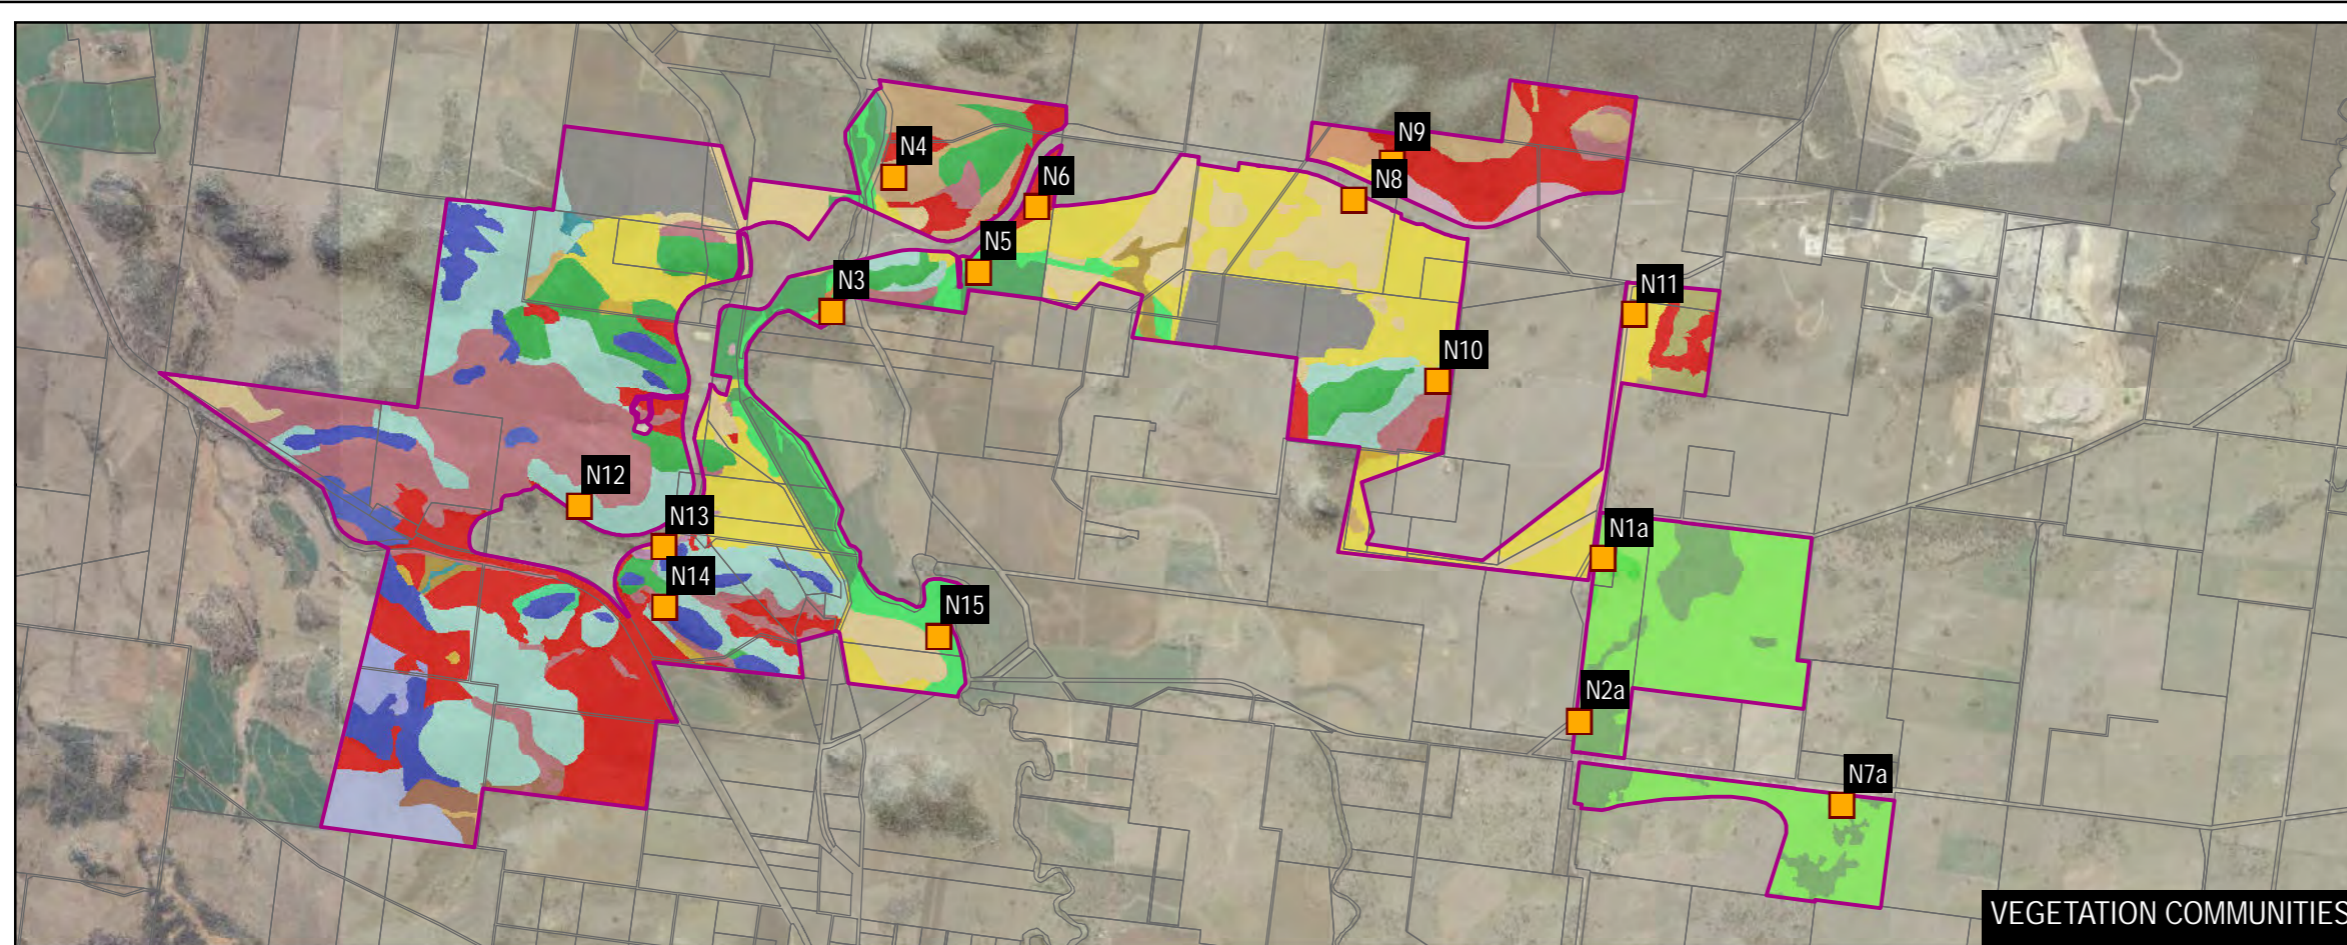 N9
N4
N8
N6
N5
N3
N11
N10
N12
N13
N1a
N14
N15
N2a
N7a
VEGETATION COMMUNITIES